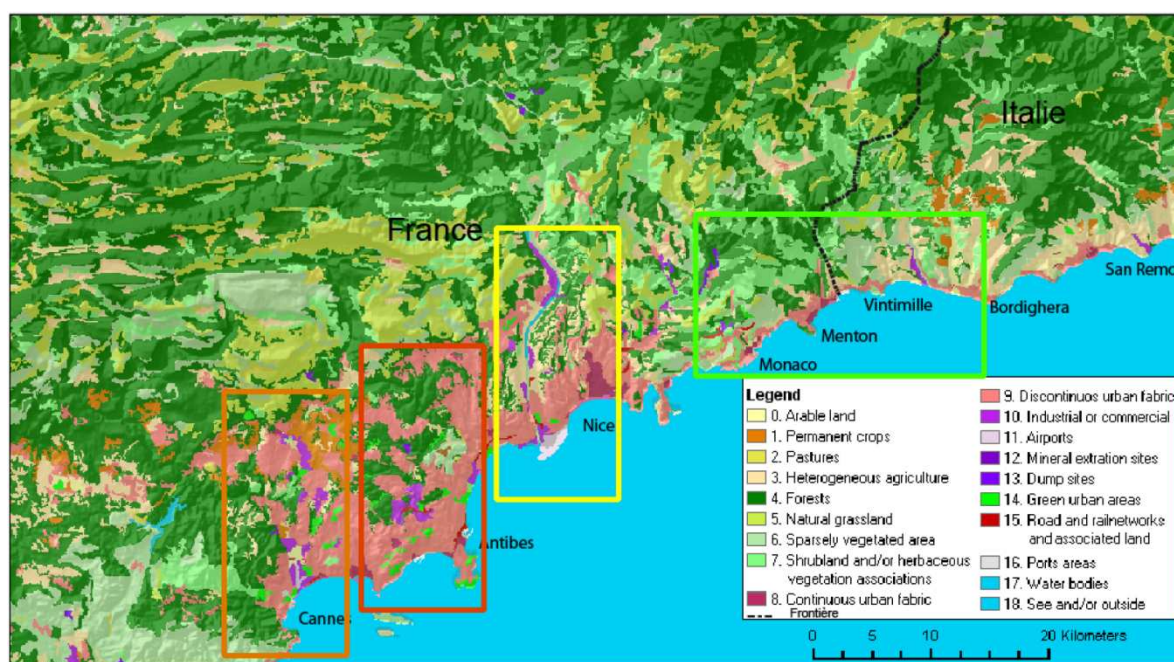 Italie
France
San Remo
Vintimille
Bordighera
Menton
Monaco
Nice
Antibes
Cannes
Legend
0. Arable land
1. Permanent crops
2. Pastures
3. Heterogeneous agriculture
4. Forests
5. Natural grassland
6. Sparsely vegetated area
7. Shrubland and/or herbaceous
vegetation associations
8. Continuous urban fabric
Frontière
9. Discontinuos urban fabric
10. Industrial or commercial
11. Airports
12. Mineral extration sites
13. Dump sites
14. Green urban areas
15. Road and railnetworks
and associated land
16. Ports areas
17. Water bodies
18. See and/or outside
0 5 10 20 Kilometers